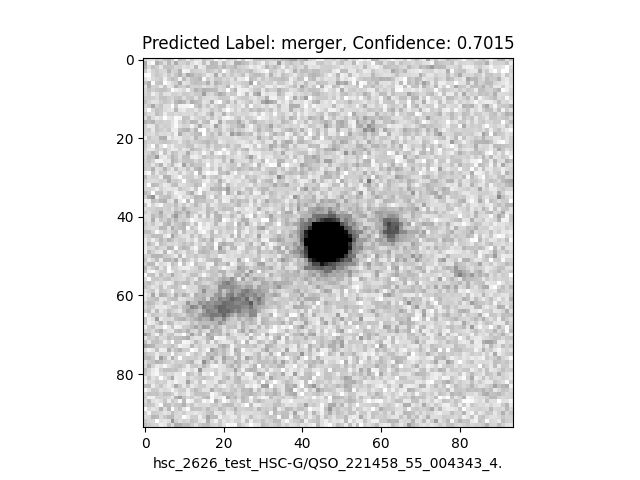 Predicted Label: merger, Confidence: 0.7015
0
20
40
60
80
0 20 40 60 80
hsc_2626_test_HSC-G/QSO_221458_55_004343_4.